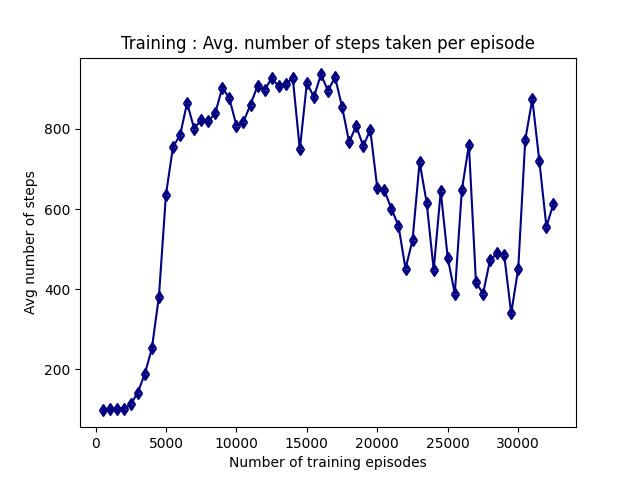 Training : Avg. number of steps taken per episode
Avg number of steps
800
600
400
200
0 5000 10000 15000 20000 25000 30000
Number of training episodes